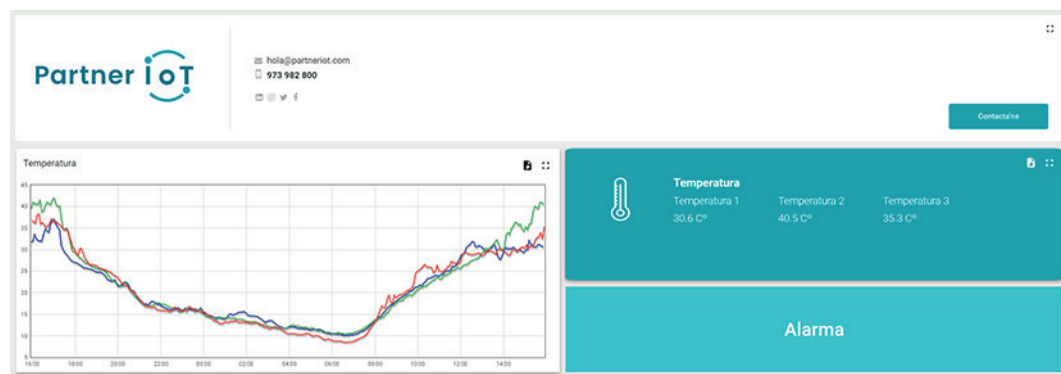 Partner IoT
hola@partneriot.com
973 982 800
Contacta'ns
Temperatura
45
40
35
30
25
20
15
10
5
16:00 18:00 20:00 22:00 00:00 02:00 04:00 06:00 08:00 10:00 12:00 14:00
Temperatura
Temperatura 1 Temperatura 2 Temperatura 3
30.6 Cº 40.5 Cº 35.3 Cº
Alarma